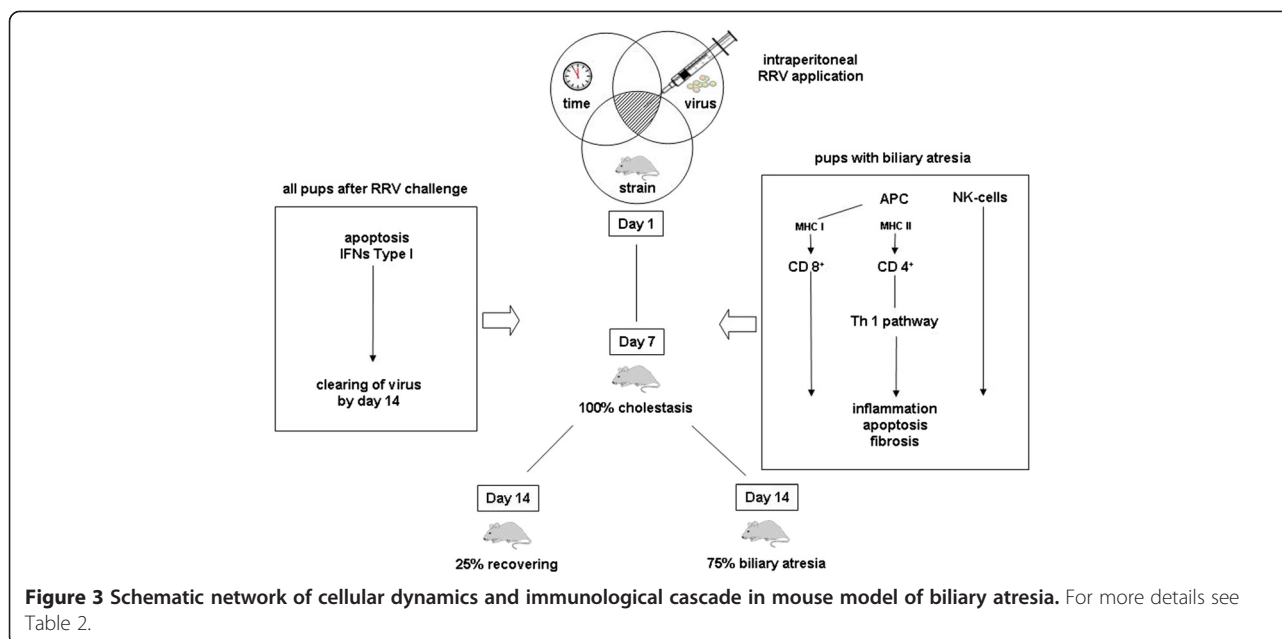 intraperitoneal
RRV application
time
virus
strain
Day 1
all pups after RRV challenge
apoptosis
IFNs Type I
clearing of virus
by day 14
pups with biliary atresia
APC
NK-cells
MHC I
MHC II
CD 8⁺
CD 4⁺
Th 1 pathway
inflammation
apoptosis
fibrosis
Day 7
100% cholestasis
Day 14
Day 14
25% recovering
75% biliary atresia
Figure 3 Schematic network of cellular dynamics and immunological cascade in mouse model of biliary atresia. For more details see
Table 2.